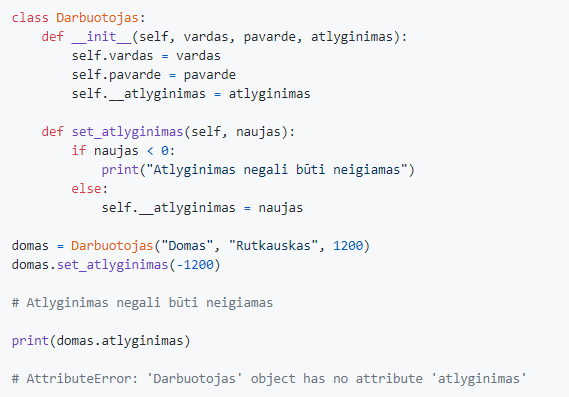 class Darbuotojas:
    def __init__(self, vardas, pavarde, atlyginimas):
        self.vardas = vardas
        self.pavarde = pavarde
        self.__atlyginimas = atlyginimas

    def set_atlyginimas(self, naujas):
        if naujas < 0:
            print("Atlyginimas negali būti neigiamas")
        else:
            self.__atlyginimas = naujas

domas = Darbuotojas("Domas", "Rutkauskas", 1200)
domas.set_atlyginimas(-1200)

# Atlyginimas negali būti neigiamas

print(domas.atlyginimas)

# AttributeError: 'Darbuotojas' object has no attribute 'atlyginimas'